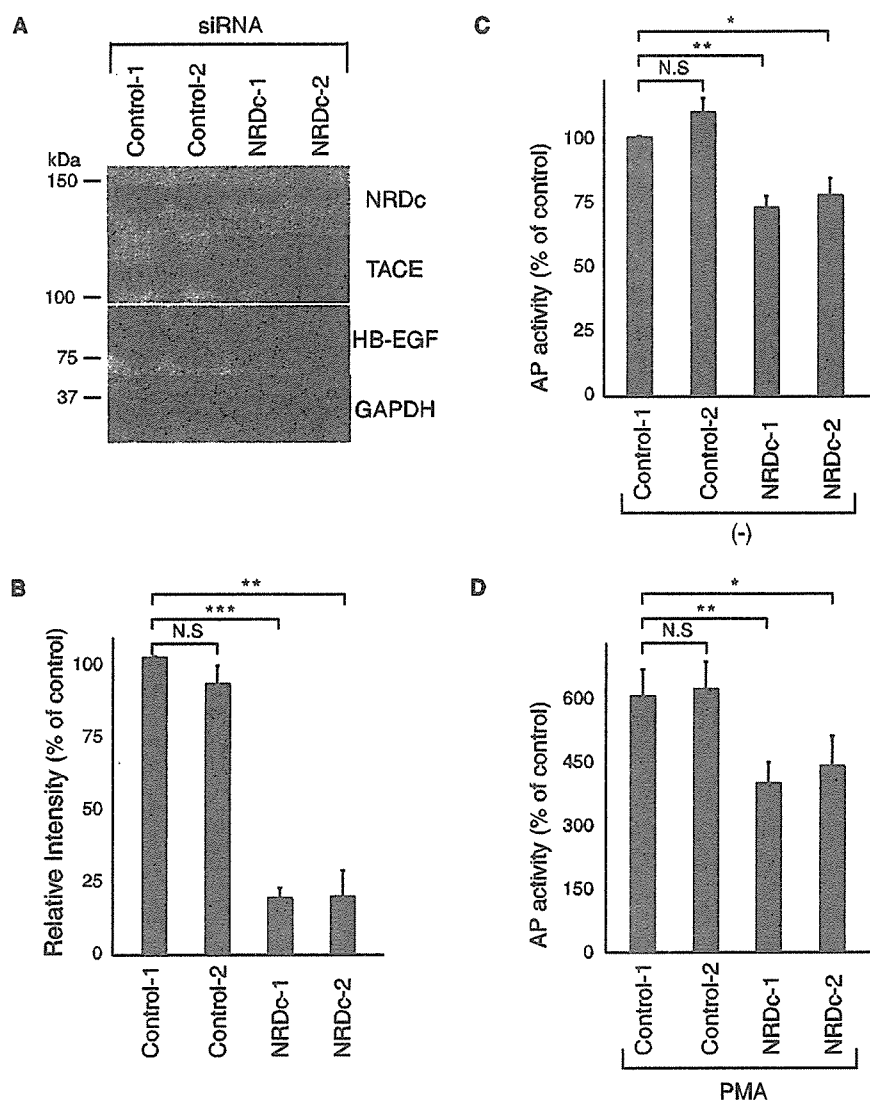 A
siRNA
Control-1
Control-2
NRDc-1
NRDc-2
kDa
150
100
75
37
NRDc
TACE
HB-EGF
GAPDH
B
**
***
N.S
Relative Intensity (% of control)
100
75
50
25
0
Control-1
Control-2
NRDc-1
NRDc-2
C
*
**
N.S
AP activity (% of control)
100
75
50
25
0
Control-1
Control-2
NRDc-1
NRDc-2
(-)
D
*
**
N.S
AP activity (% of control)
600
450
300
150
0
Control-1
Control-2
NRDc-1
NRDc-2
PMA